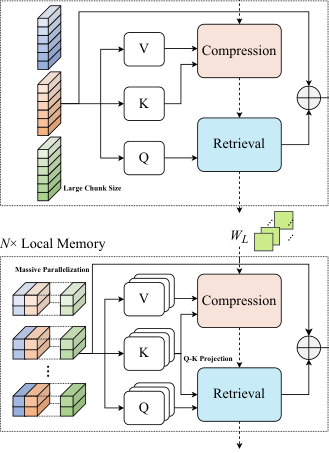 V
Compression
K
Q
Retrieval
Large Chunk Size
W_L
N× Local Memory
Massive Parallelization
V
Compression
K
Q-K Projection
Q
Retrieval